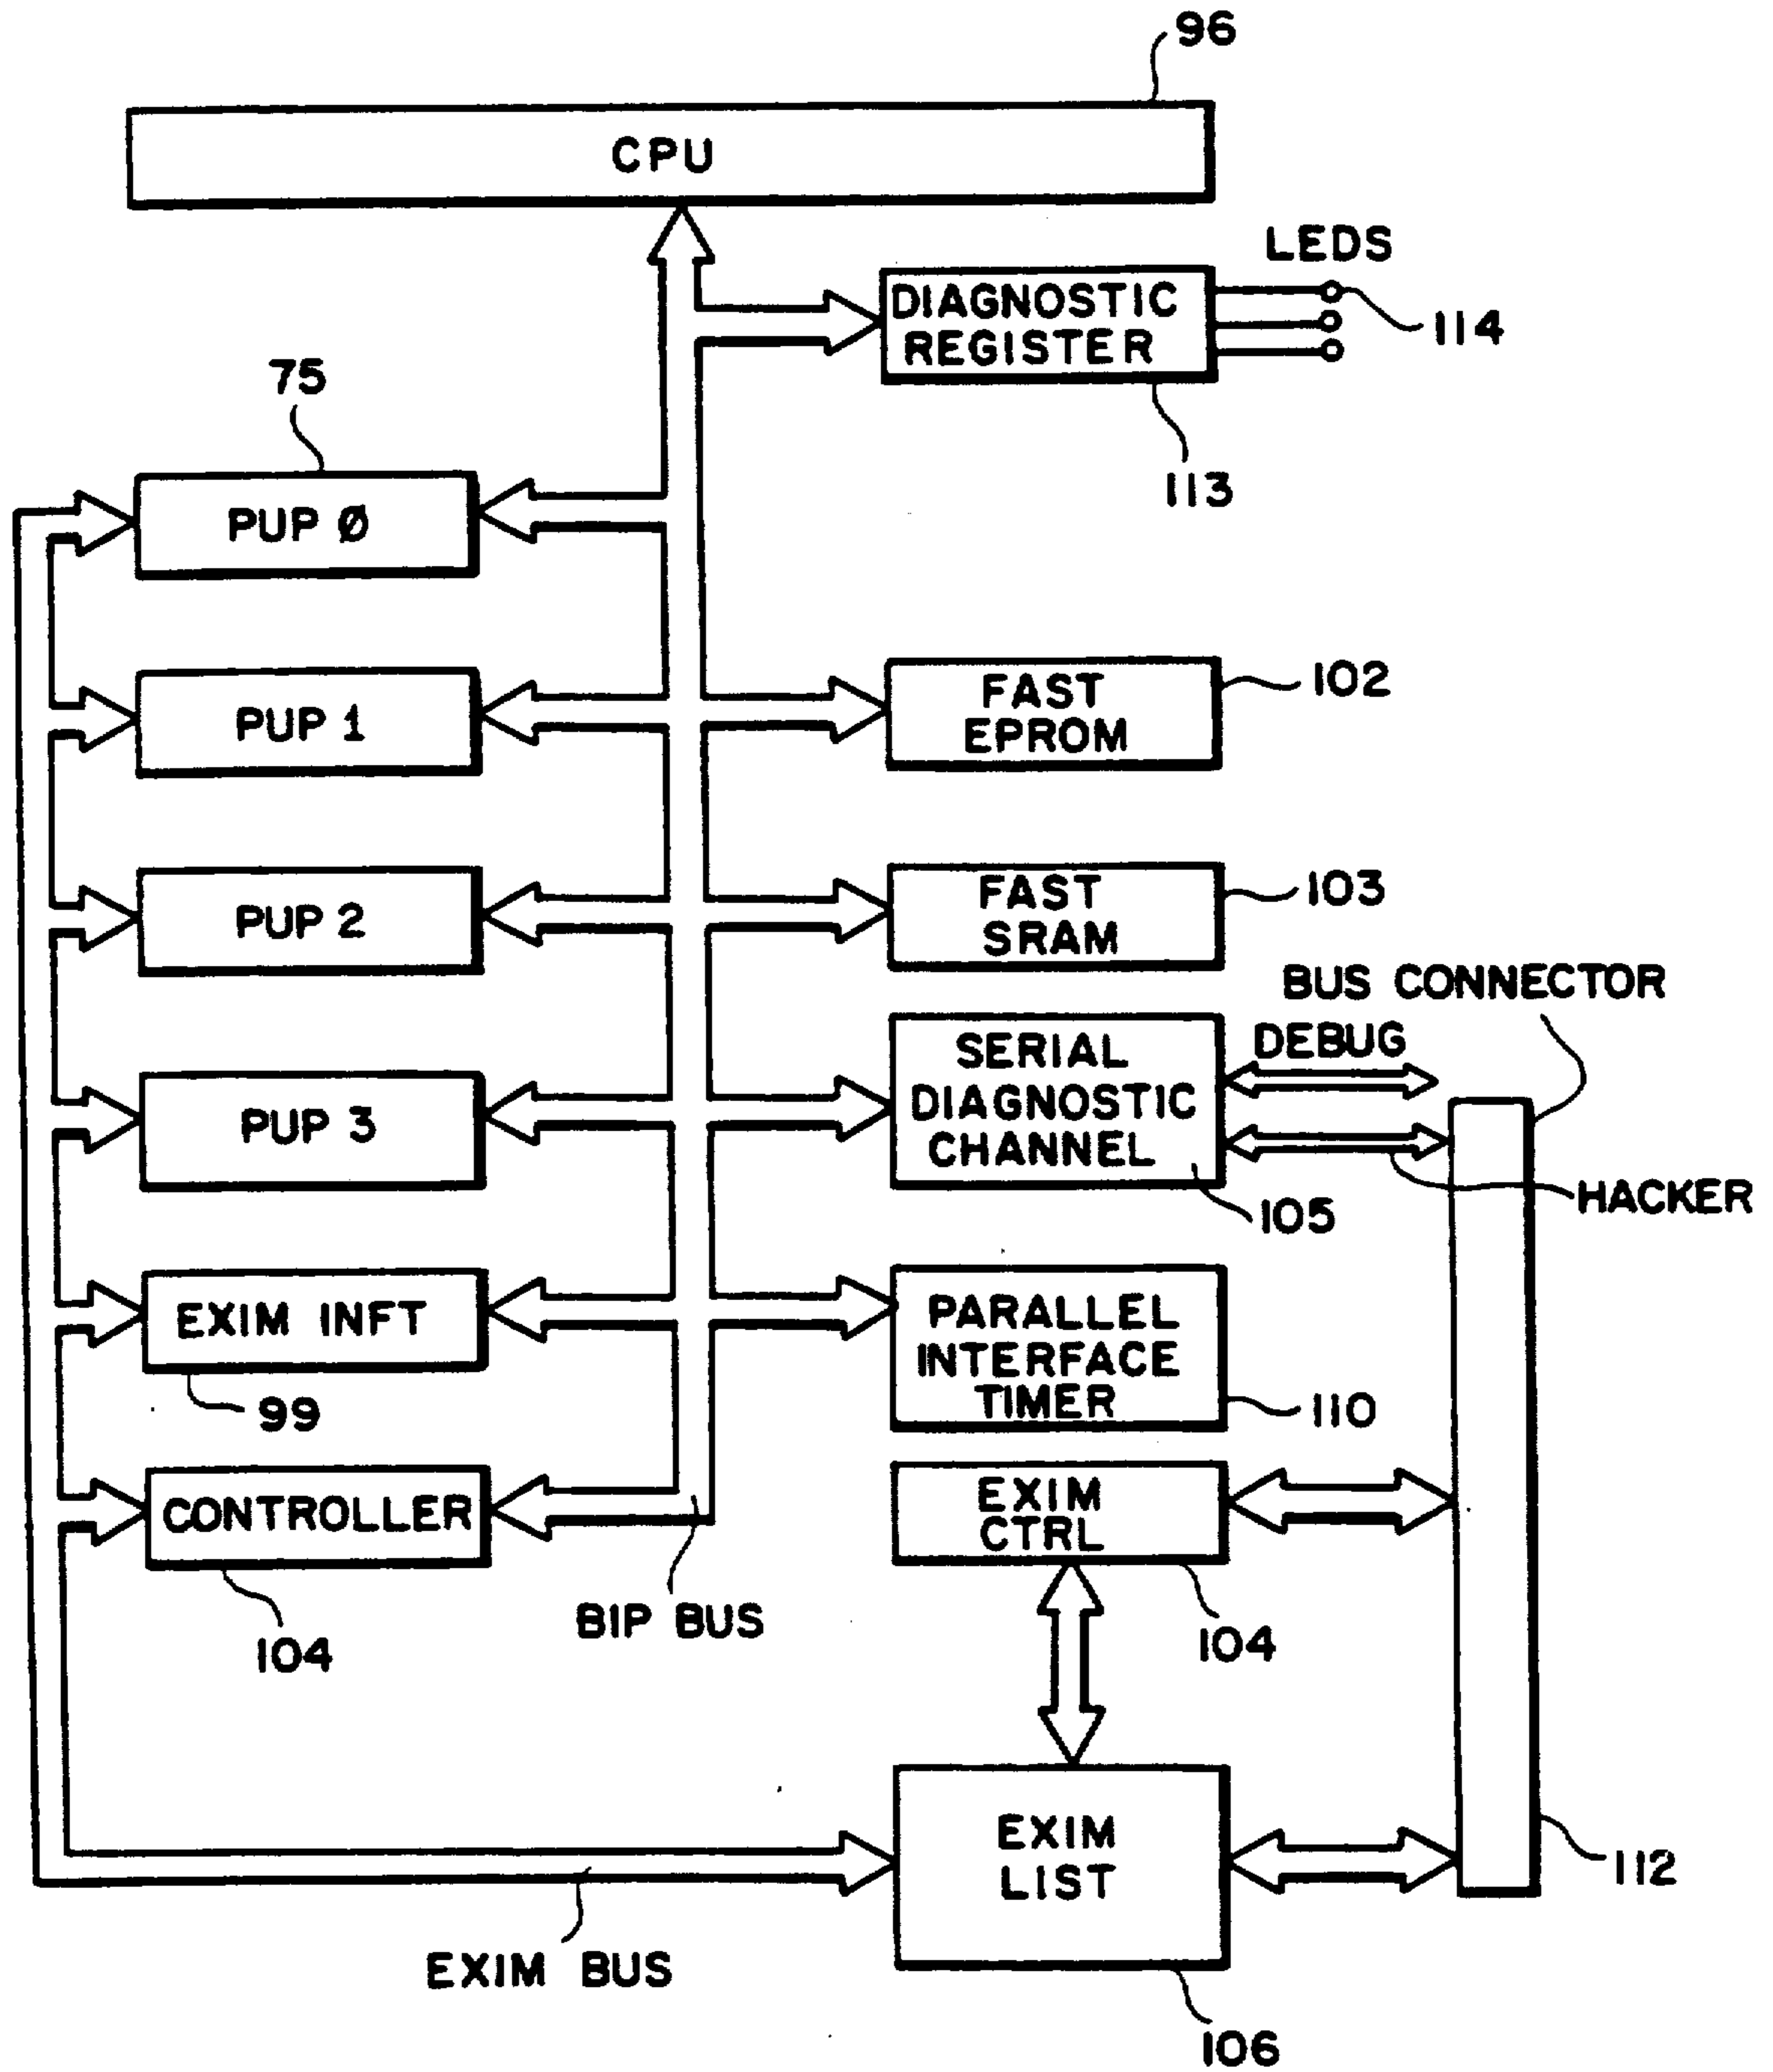 96
CPU
LEDS
DIAGNOSTIC
REGISTER
114
75
113
PUP Ø
102
FAST
EPROM
PUP 1
103
FAST
SRAM
PUP 2
BUS CONNECTOR
DEBUG
SERIAL
DIAGNOSTIC
CHANNEL
PUP 3
HACKER
105
EXIM INFT
PARALLEL
INTERFACE
TIMER
99
110
CONTROLLER
EXIM
CTRL
BIP BUS
104
104
EXIM
LIST
112
EXIM BUS
106